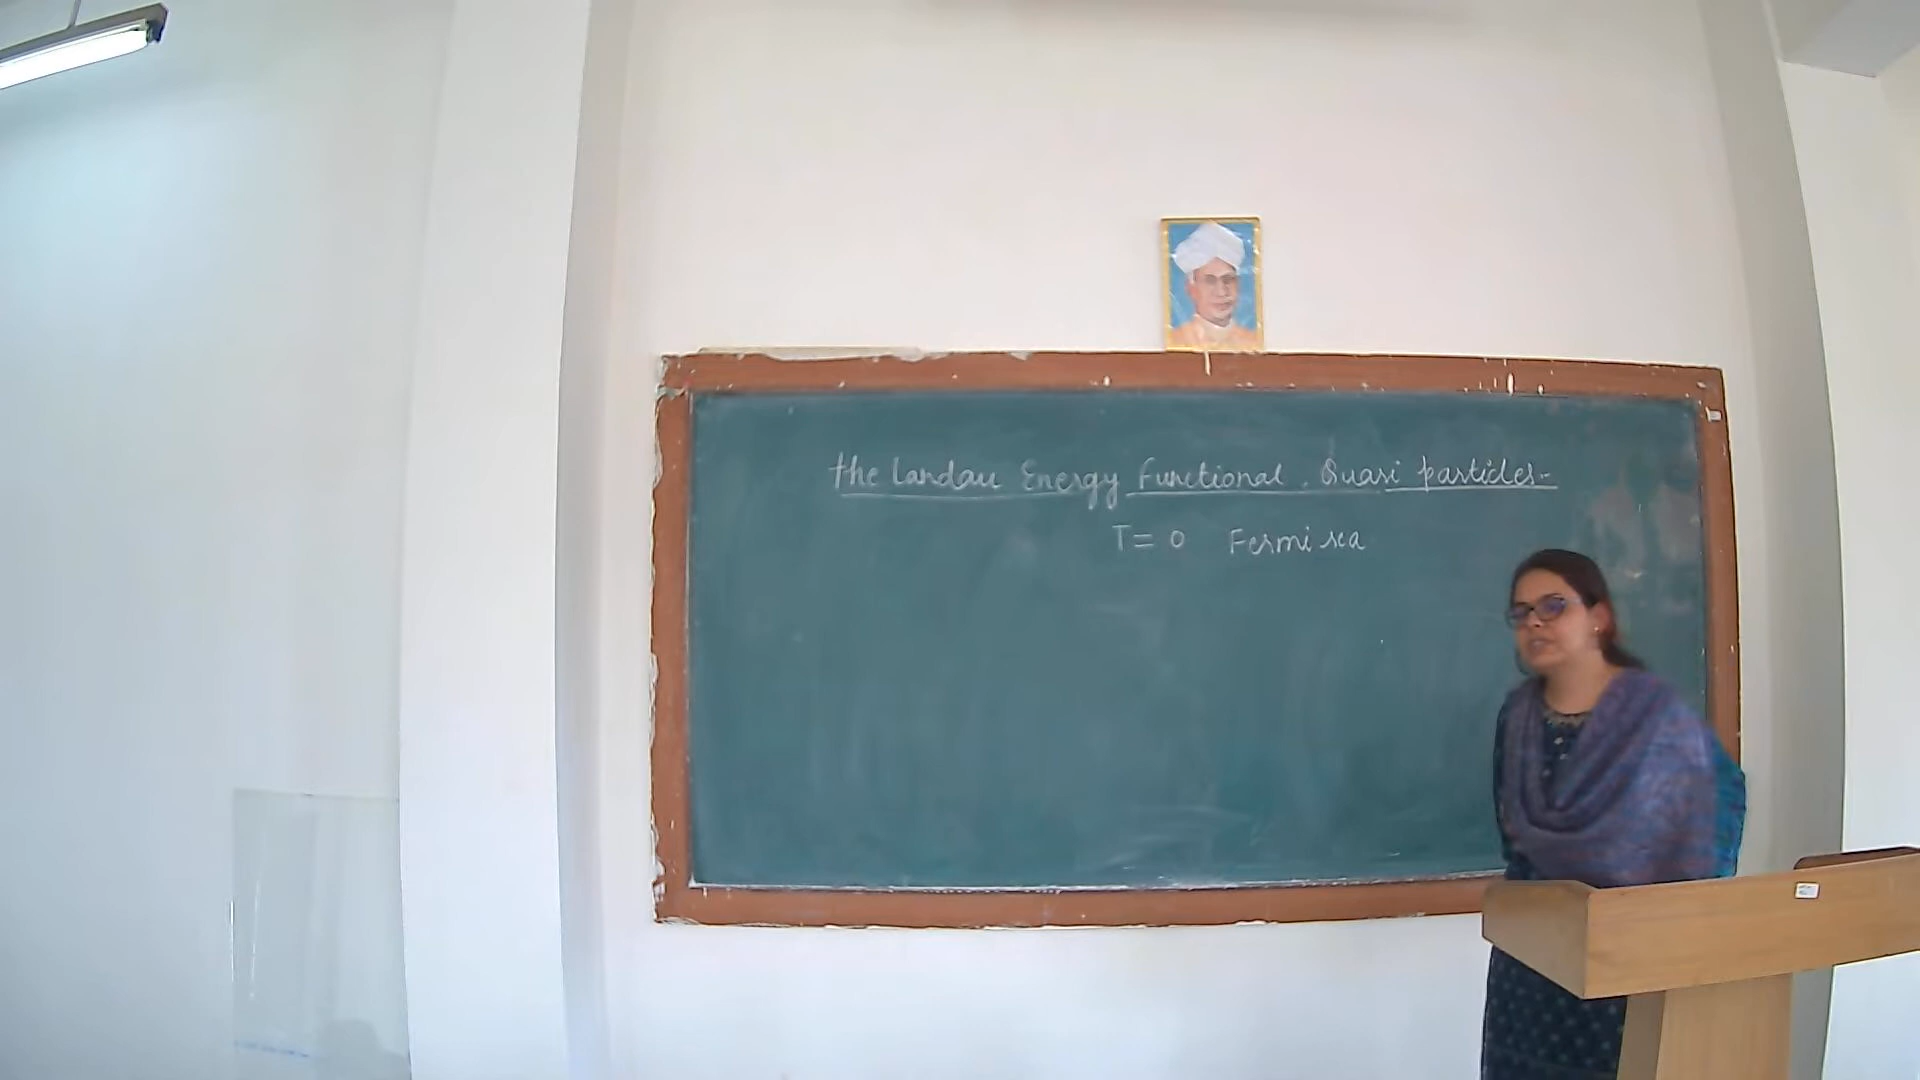 the Landau Energy Functional. Quasi particles-
T = 0 Fermi sea